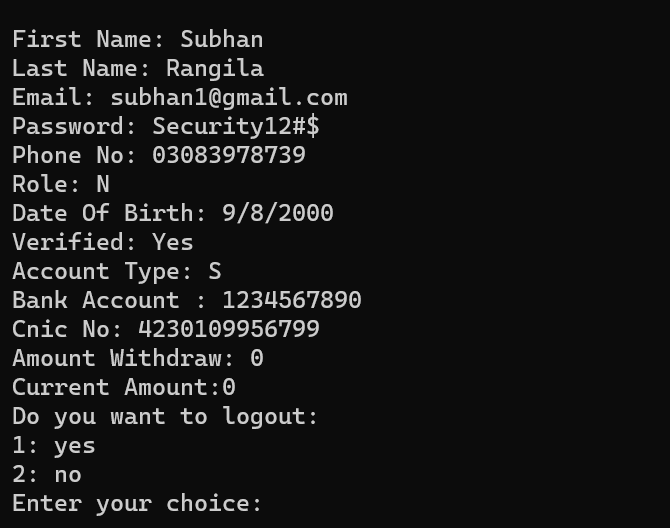 First Name: Subhan
Last Name: Rangila
Email: subhan1@gmail.com
Password: Security12#$
Phone No: 03083978739
Role: N
Date Of Birth: 9/8/2000
Verified: Yes
Account Type: S
Bank Account : 1234567890
Cnic No: 4230109956799
Amount Withdraw: 0
Current Amount:0
Do you want to logout:
1: yes
2: no
Enter your choice: